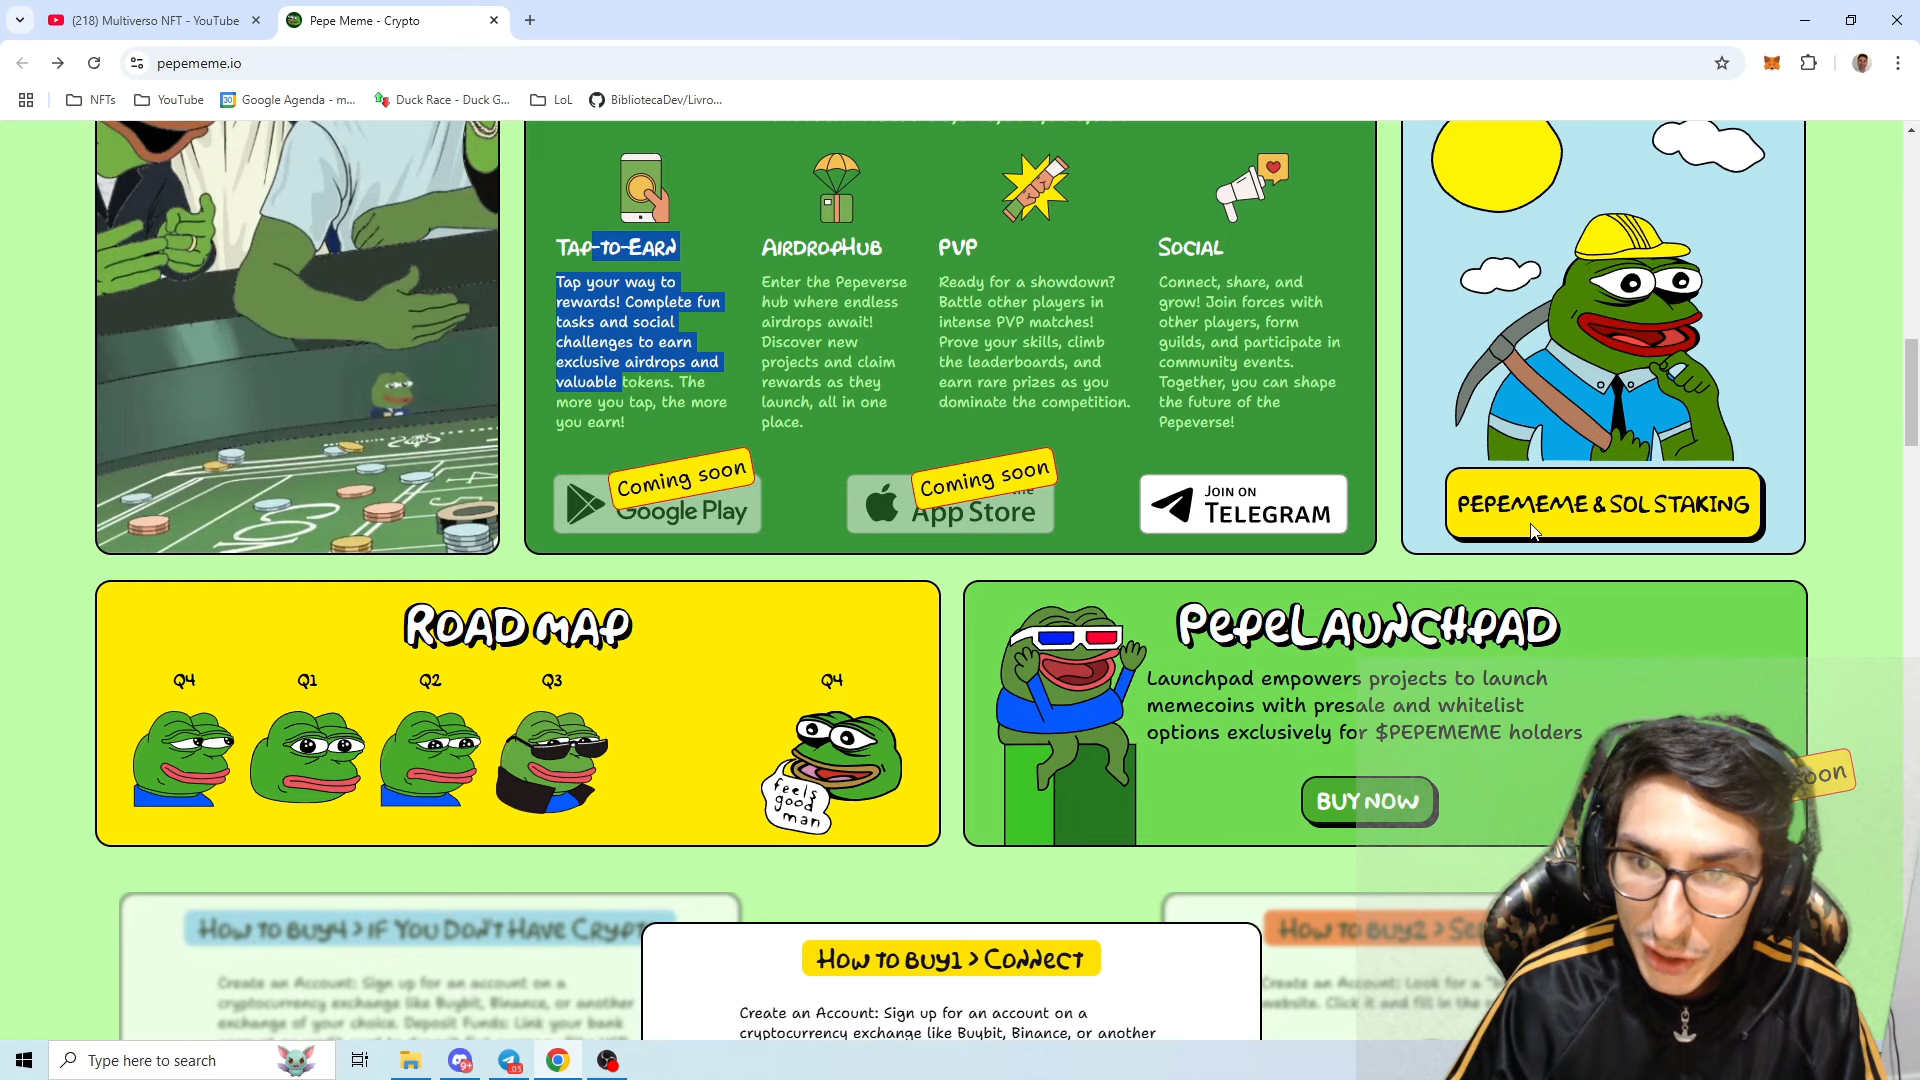 (218) Multiverso NFT - YouTube
Pepe Meme - Crypto
pepememe.io
NFTs
YouTube
Google Agenda - m...
Duck Race - Duck G...
LoL
BibliotecaDev/Livro...
Tap-to-Earn
Tap your way to
rewards! Complete fun
tasks and social
challenges to earn
exclusive airdrops and
valuable tokens. The
more you tap, the more
you earn!
AirdropHub
Enter the Pepeverse
hub where endless
airdrops await!
Discover new
projects and claim
rewards as they
launch, all in one
place.
PVP
Ready for a showdown?
Battle other players in
intense PVP matches!
Prove your skills, climb
the leaderboards, and
earn rare prizes as you
dominate the competition.
Social
Connect, share, and
grow! Join forces with
other players, form
guilds, and participate in
community events.
Together, you can shape
the future of the
Pepeverse!
Coming soon
Google Play
Coming soon
App Store
Join on
Telegram
PEPEMEME & SOL STAKING
Road map
Q4
Q1
Q2
Q3
Q4
feels
good
man
PepeLaunchpad
Launchpad empowers projects to launch
memecoins with presale and whitelist
options exclusively for $PEPEMEME holders
BUY NOW
soon
How to buy4 > If You Don't Have Crypt
Create an Account: Sign up for an account on a
cryptocurrency exchange like Buybit, Binance, or another
exchange of your choice. Deposit Funds: Link your bank
How to buy1 > Connect
Create an Account: Sign up for an account on a
cryptocurrency exchange like Buybit, Binance, or another
How to buy2 >
Create an Account: Look for a
website. Click it and fill in the
Type here to search